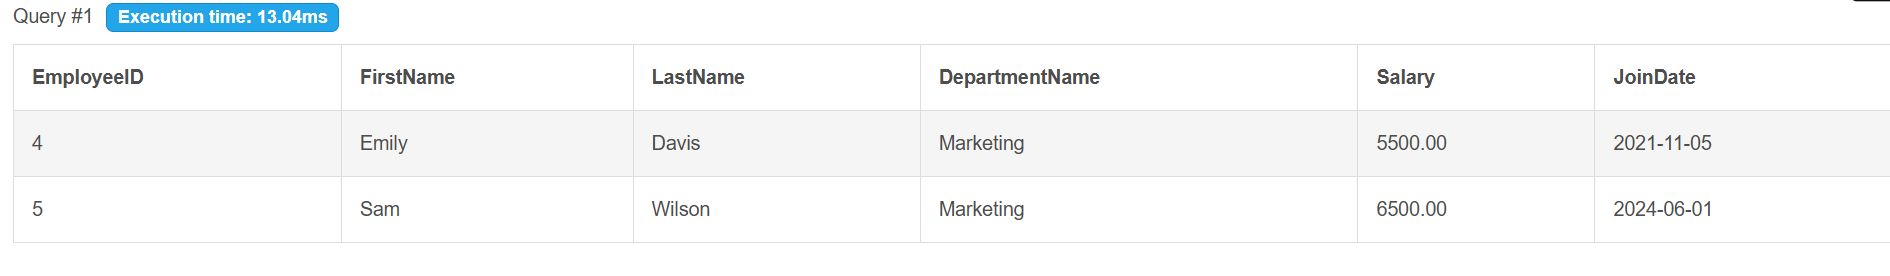 Query #1 Execution time: 13.04ms
EmployeeID FirstName LastName DepartmentName Salary JoinDate
4 Emily Davis Marketing 5500.00 2021-11-05
5 Sam Wilson Marketing 6500.00 2024-06-01